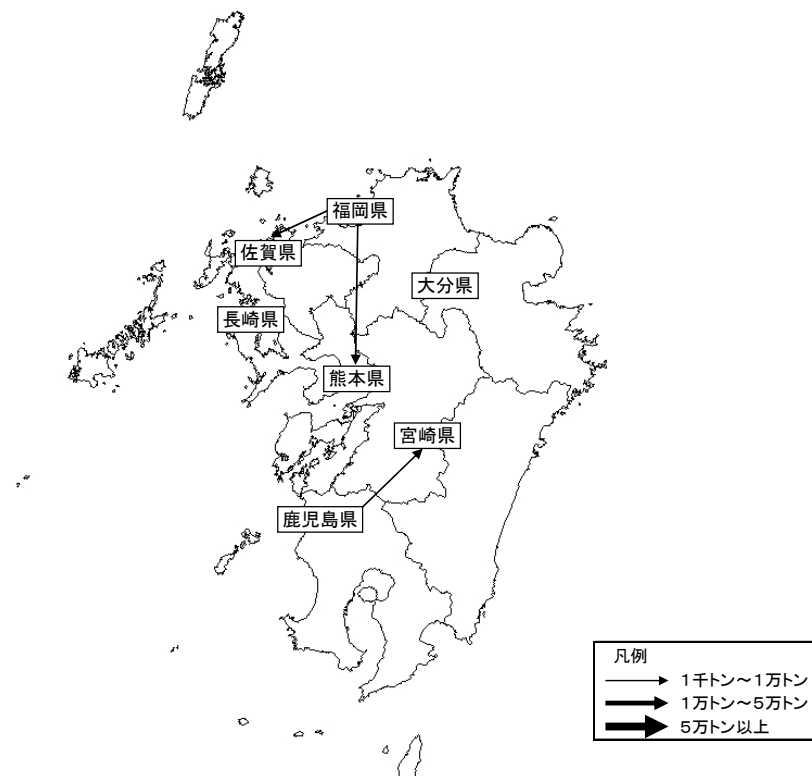 福岡県
佐賀県
大分県
長崎県
熊本県
宮崎県
鹿児島県
凡例
1千トン～1万トン
1万トン～5万トン
5万トン以上